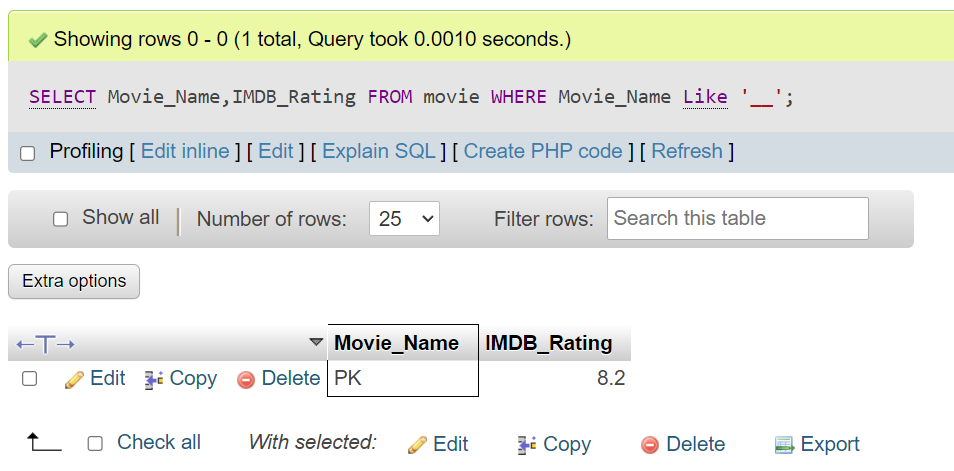 Showing rows 0 - 0 (1 total, Query took 0.0010 seconds.)
SELECT Movie_Name,IMDB_Rating FROM movie WHERE Movie_Name Like '__';
Profiling [ Edit inline ] [ Edit ] [ Explain SQL ] [ Create PHP code ] [ Refresh ]
Show all Number of rows: 25 Filter rows: Search this table
Extra options
←T→ Movie_Name IMDB_Rating
Edit Copy Delete PK 8.2
Check all With selected: Edit Copy Delete Export